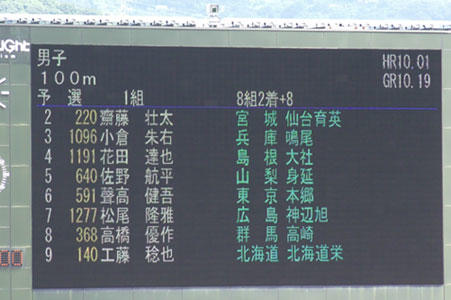 男子 HR10.01
100m GR10.19
予 選 1組 8組2着+8
2 220 齋藤 壮太 宮 城 仙台育英
3 1096 小倉 朱右 兵 庫 鳴尾
4 1191 花田 達也 島 根 大社
5 640 佐野 航平 山 梨 身延
6 591 聲高 健吾 東 京 本郷
7 1277 松尾 隆雅 広 島 神辺旭
8 368 高橋 優作 群 馬 高崎
9 140 工藤 稔也 北海道 北海道栄